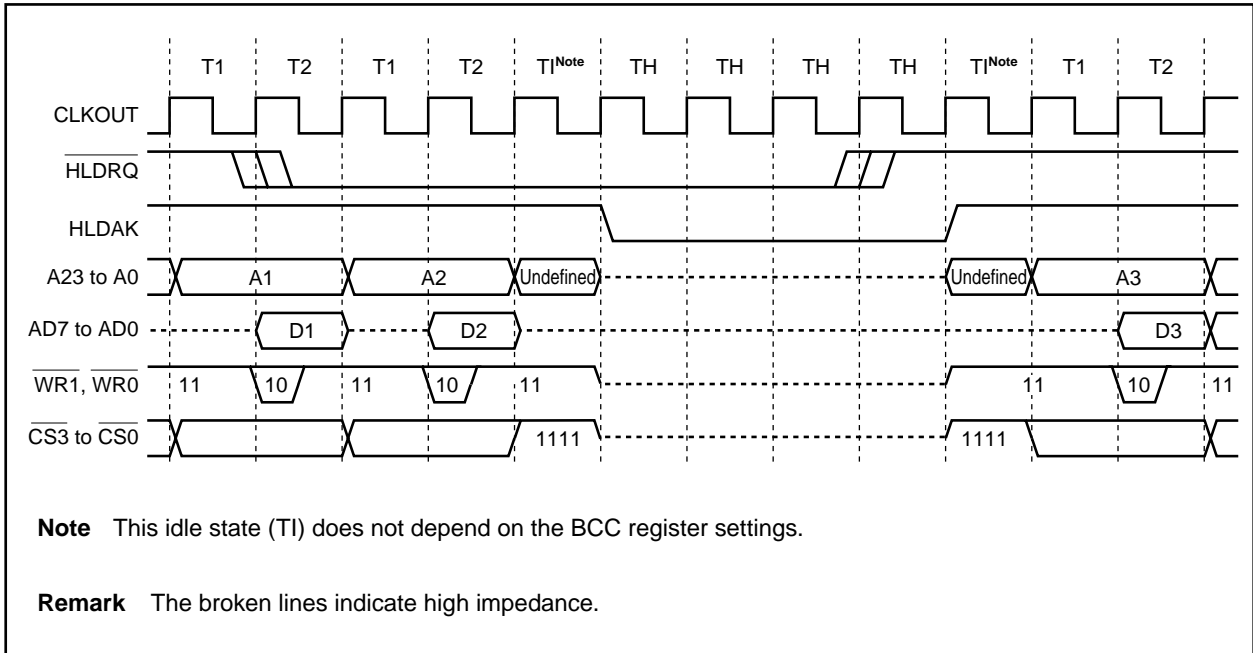 T1 T2 T1 T2 TINote TH TH TH TH TINote T1 T2
CLKOUT
HLDRQ
HLDAK
A23 to A0 A1 A2 Undefined Undefined A3
AD7 to AD0 D1 D2 D3
WR1, WR0 11 10 11 10 11 11 10 11
CS3 to CS0 1111 1111
Note This idle state (TI) does not depend on the BCC register settings.
Remark The broken lines indicate high impedance.